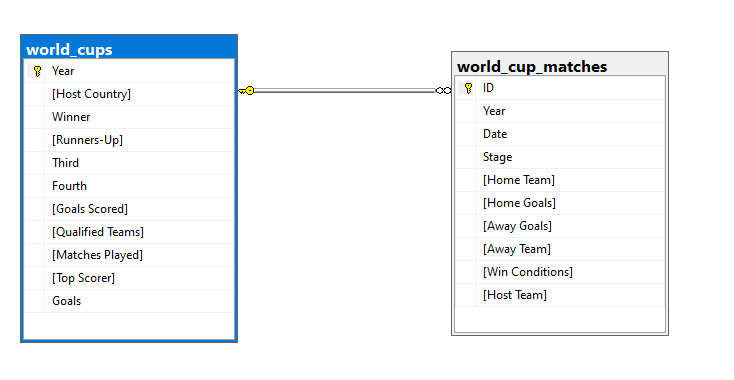 world_cups
Year
[Host Country]
Winner
[Runners-Up]
Third
Fourth
[Goals Scored]
[Qualified Teams]
[Matches Played]
[Top Scorer]
Goals
world_cup_matches
ID
Year
Date
Stage
[Home Team]
[Home Goals]
[Away Goals]
[Away Team]
[Win Conditions]
[Host Team]